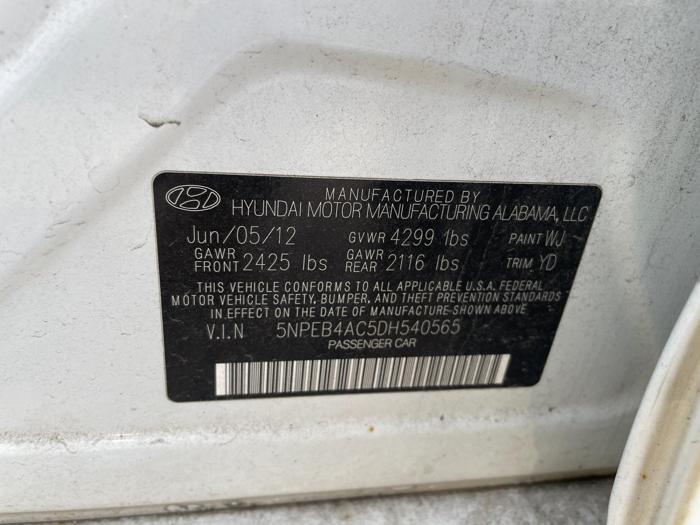 MANUFACTURED BY
HYUNDAI MOTOR MANUFACTURING ALABAMA, LLC
Jun/05/12 GVWR 4299 lbs PAINT WJ
GAWR FRONT 2425 lbs GAWR REAR 2116 lbs TRIM YD
THIS VEHICLE CONFORMS TO ALL APPLICABLE U.S.A. FEDERAL
MOTOR VEHICLE SAFETY, BUMPER, AND THEFT PREVENTION STANDARDS
IN EFFECT ON THE DATE OF MANUFACTURE-SHOWN ABOVE
V.I.N 5NPEB4AC5DH540565
PASSENGER CAR